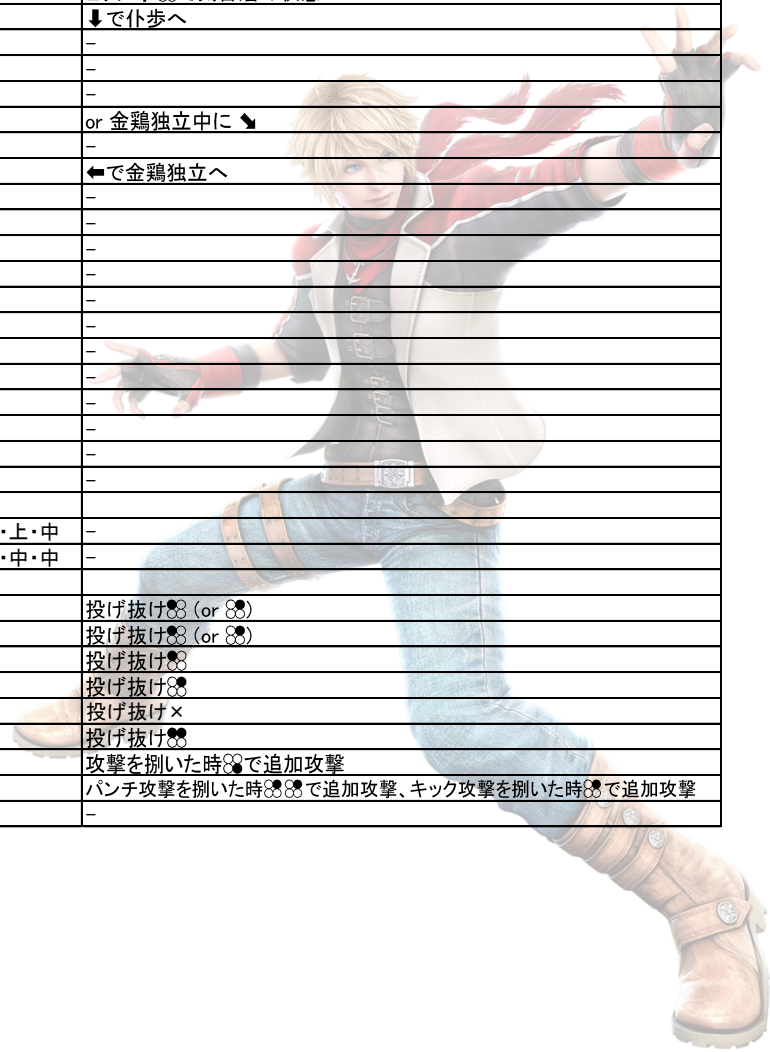 ⬇で仆歩へ
–
–
–
or 金鶏独立中に ⬊
–
⬅で金鶏独立へ
–
–
–
–
–
–
–
–
–
–
–
–
・上・中 –
・中・中 –
投げ抜け (or )
投げ抜け (or )
投げ抜け
投げ抜け
投げ抜け×
投げ抜け
攻撃を捌いた時で追加攻撃
パンチ攻撃を捌いた時で追加攻撃、キック攻撃を捌いた時で追加攻撃
–